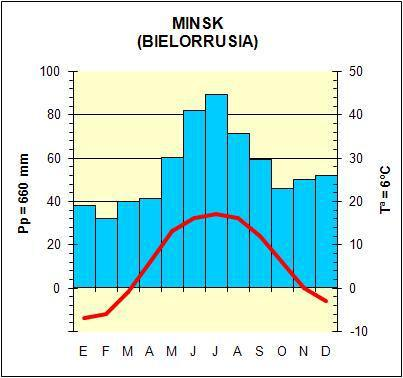 MINSK
(BIELORRUSIA)
100
80
60
40
20
0
50
40
30
20
10
0
-10
Pp = 660 mm
Tª = 6°C
E F M A M J J A S O N D